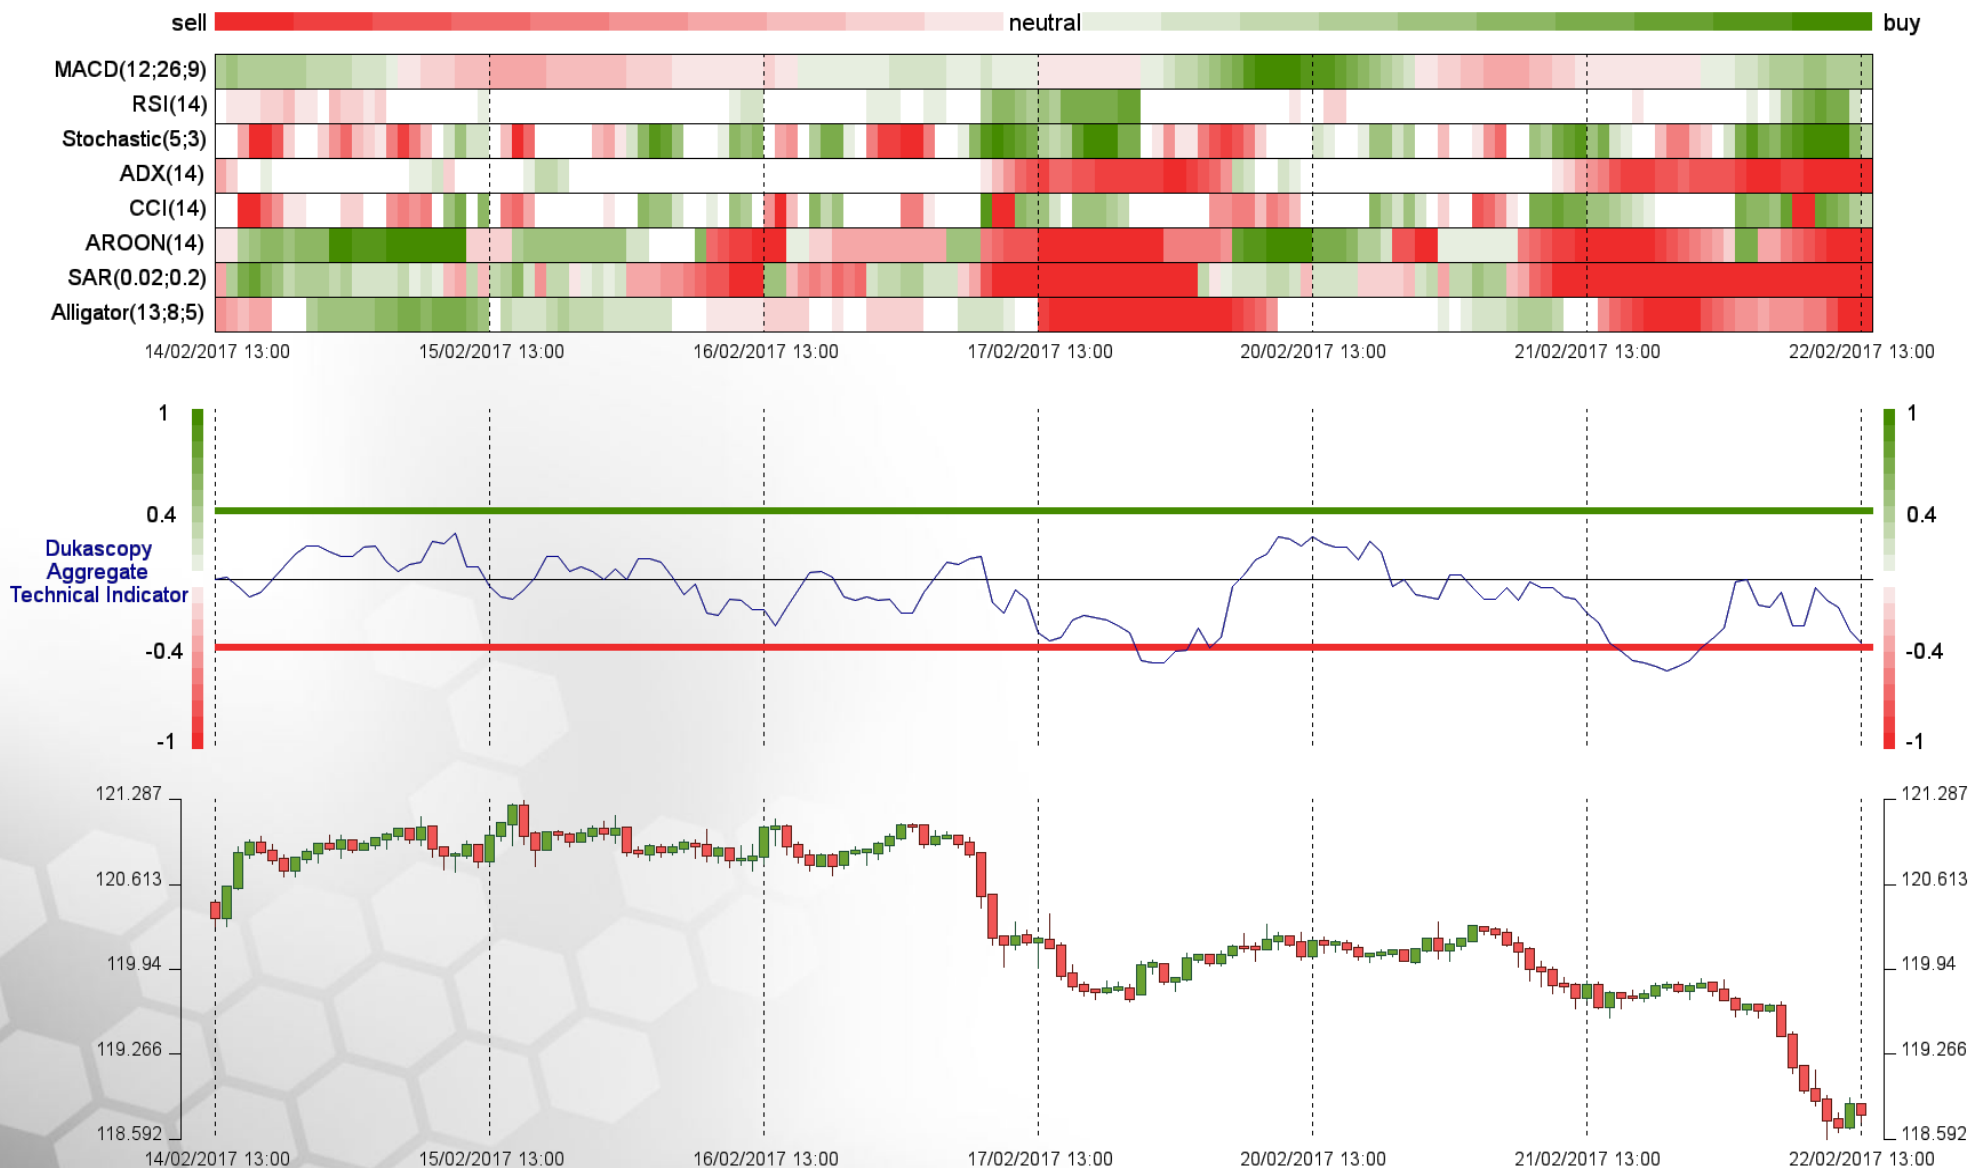 sell neutral buy
MACD(12;26;9)
RSI(14)
Stochastic(5;3)
ADX(14)
CCI(14)
AROON(14)
SAR(0.02;0.2)
Alligator(13;8;5)
14/02/2017 13:00 15/02/2017 13:00 16/02/2017 13:00 17/02/2017 13:00 20/02/2017 13:00 21/02/2017 13:00 22/02/2017 13:00
1 1
0.4 0.4
Dukascopy
Aggregate
Technical Indicator
-0.4 -0.4
-1 -1
121.287 121.287
120.613 120.613
119.94 119.94
119.266 119.266
118.592 118.592
14/02/2017 13:00 15/02/2017 13:00 16/02/2017 13:00 17/02/2017 13:00 20/02/2017 13:00 21/02/2017 13:00 22/02/2017 13:00